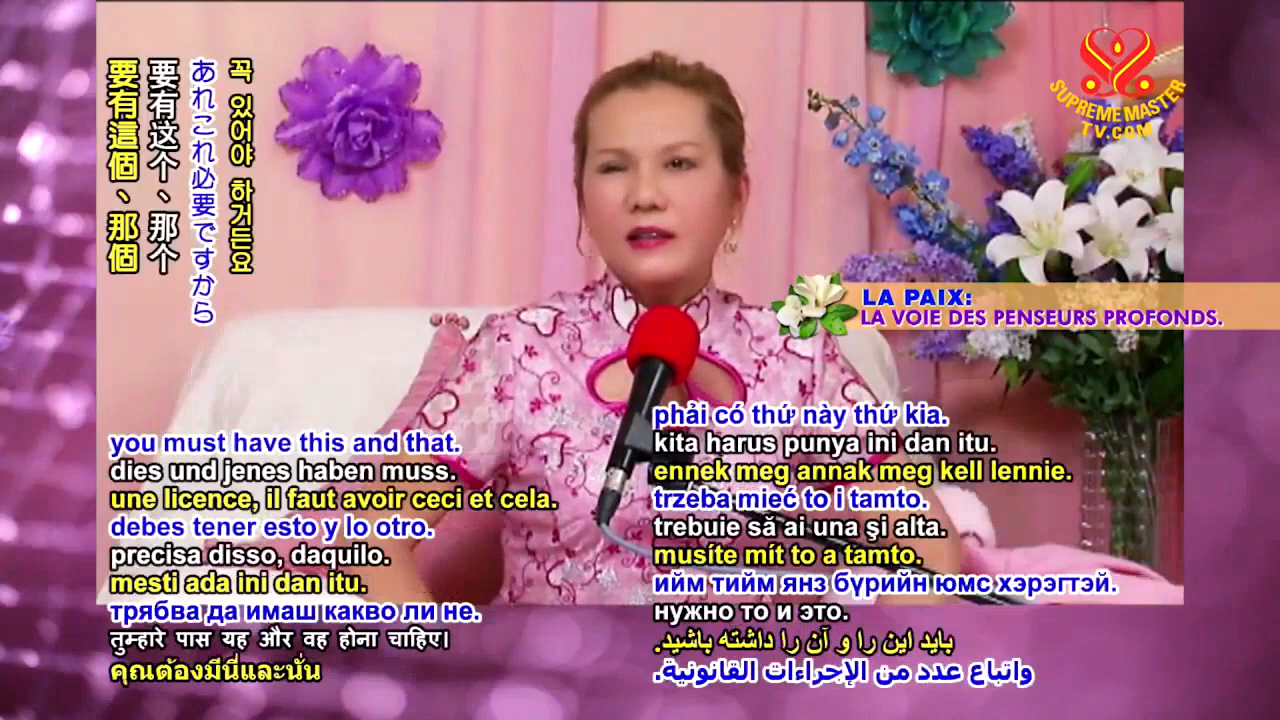 要有這個、那個
要有这个、那个
あれこれ必要ですから
꼭 있어야 하거든요
SUPREME MASTER
TV.COM
LA PAIX:
LA VOIE DES PENSEURS PROFONDS.
you must have this and that.
dies und jenes haben muss.
une licence, il faut avoir ceci et cela.
debes tener esto y lo otro.
precisa disso, daquilo.
mesti ada ini dan itu.
трябва да имаш какво ли не.
तुम्हारे पास यह और वह होना चाहिए।
คุณต้องมีนี่และนั่น
phải có thứ này thứ kia.
kita harus punya ini dan itu.
ennek meg annak meg kell lennie.
trzeba mieć to i tamto.
trebuie să ai una şi alta.
musíte mít to a tamto.
ийм тийм янз бүрийн юмс хэрэгтэй.
нужно то и это.
باید این را و آن را داشته باشید.
واتباع عدد من الإجراءات القانونية.